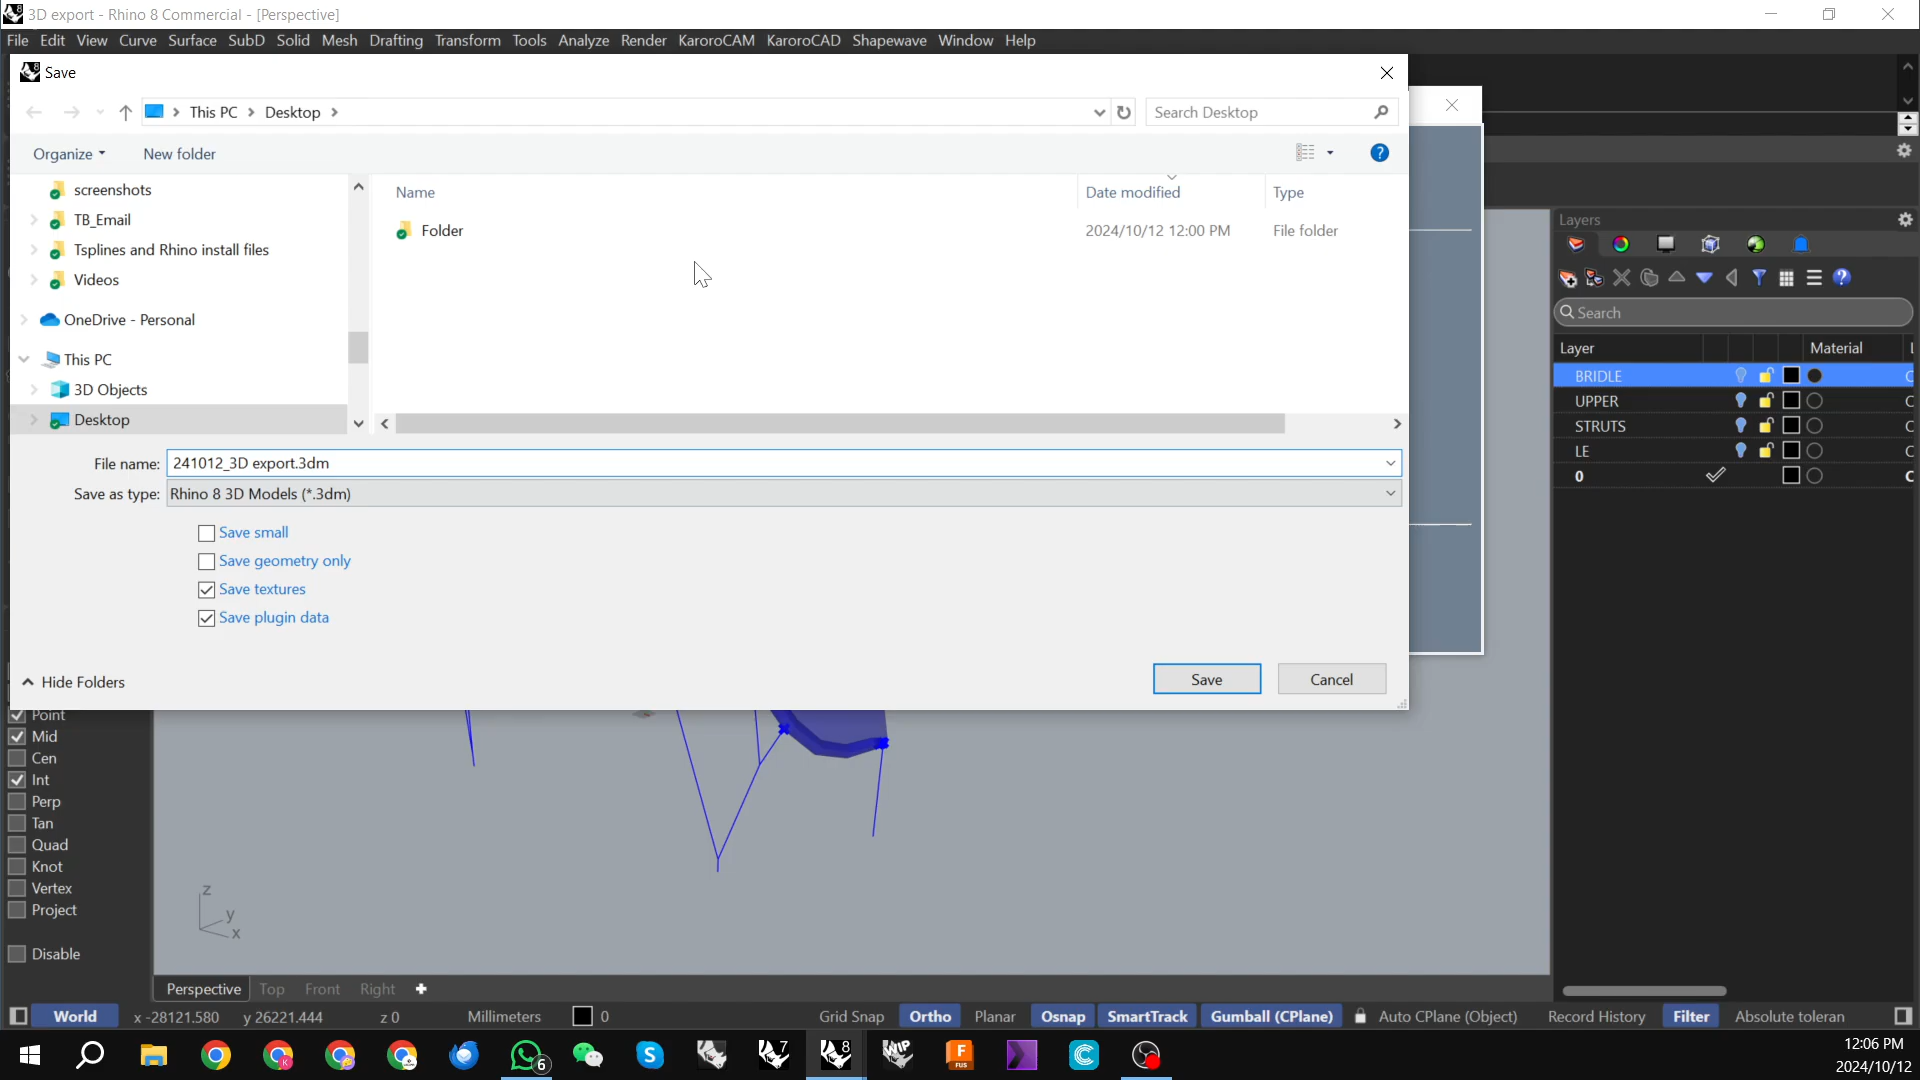 3D export - Rhino 8 Commercial - [Perspective]
File Edit View Curve Surface SubD Solid Mesh Drafting Transform Tools Analyze Render KaroroCAM KaroroCAD Shapewave Window Help
Save
This PC Desktop
Search Desktop
Organize New folder
Name Date modified Type
Folder 2024/10/12 12:00 PM File folder
screenshots
TB_Email
Tsplines and Rhino install files
Videos
OneDrive - Personal
This PC
3D Objects
Desktop
File name: 241012_3D export.3dm
Save as type: Rhino 8 3D Models (*.3dm)
Save small
Save geometry only
Save textures
Save plugin data
Hide Folders
Save Cancel
Layers
Search
Layer Material
BRIDLE
UPPER
STRUTS
LE
0
Point
Mid
Cen
Int
Perp
Tan
Quad
Knot
Vertex
Project
Disable
z
y
x
Perspective Top Front Right
World x -28121.580 y 26221.444 z 0 Millimeters 0 Grid Snap Ortho Planar Osnap SmartTrack Gumball (CPlane) Auto CPlane (Object) Record History Filter Absolute toleran
6
7
8
WIP
F
FUS
12:06 PM
2024/10/12